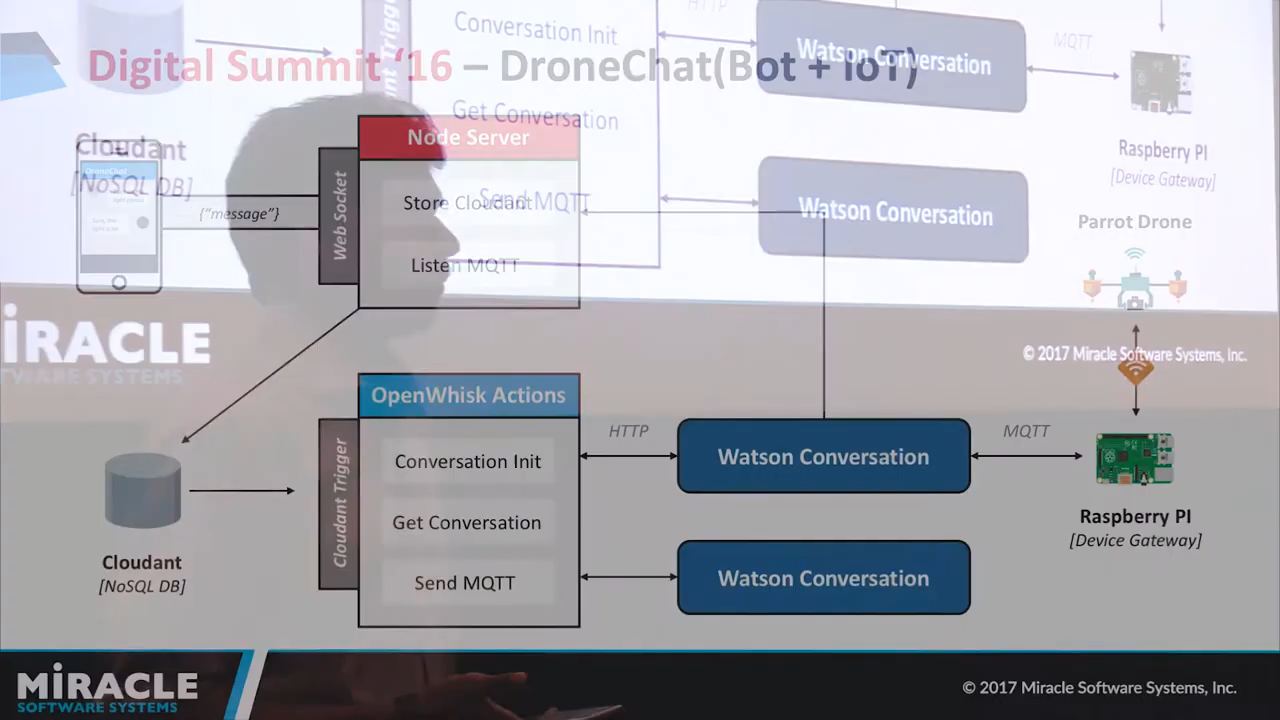 HTTP
Conversation Init
Watson Conversation
MQTT
Digital Summit ‘16 – DroneChat(Bot + IoT)
Get Conversation
Node Server
Cloudant
[NoSQL DB]
Raspberry PI
[Device Gateway]
DroneChat
{“message”}
Web Socket
Store Cloudant
Send MQTT
Watson Conversation
Parrot Drone
Listen MQTT
MIRACLE
SOFTWARE SYSTEMS
© 2017 Miracle Software Systems, Inc.
OpenWhisk Actions
Cloudant Trigger
Conversation Init
Get Conversation
Send MQTT
HTTP
Watson Conversation
MQTT
Watson Conversation
Raspberry PI
[Device Gateway]
Cloudant
[NoSQL DB]
MIRACLE
SOFTWARE SYSTEMS
© 2017 Miracle Software Systems, Inc.